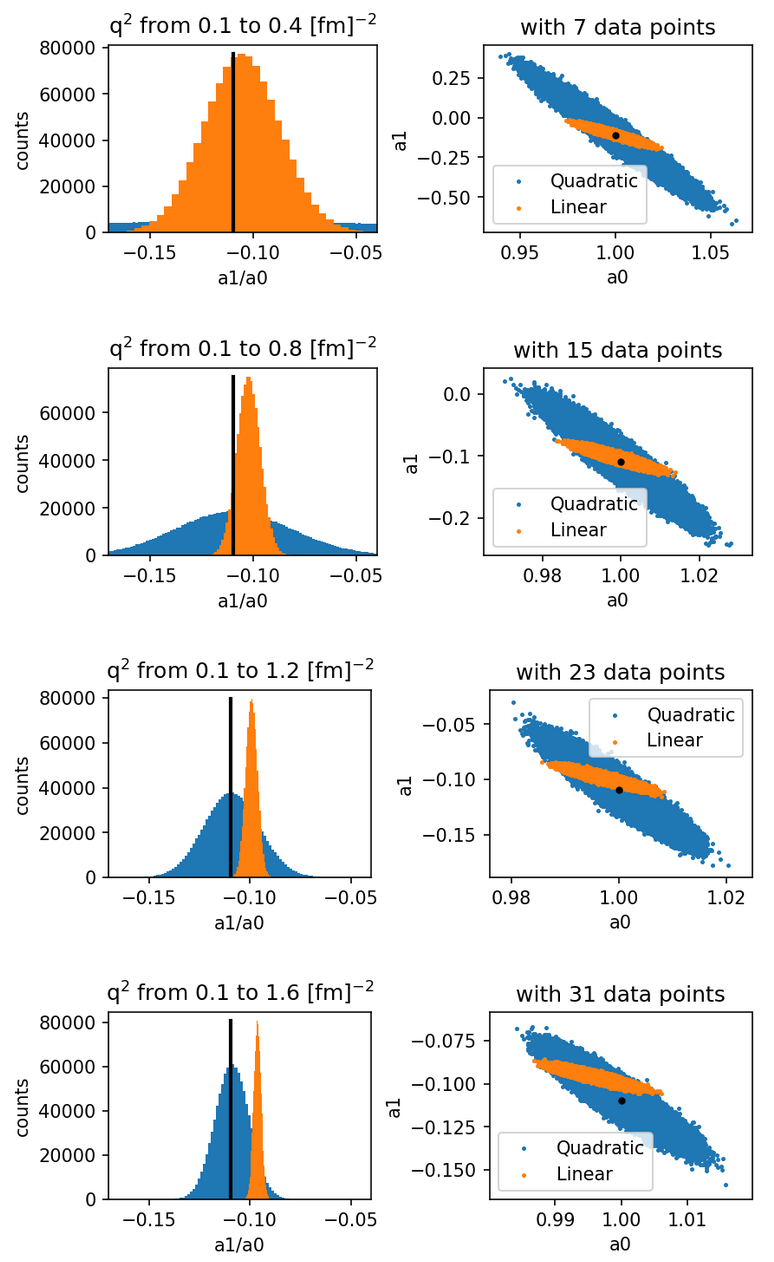 q² from 0.1 to 0.4 [fm]⁻²
with 7 data points
80000
60000
40000
20000
0
counts
−0.15
−0.10
−0.05
a1/a0
0.25
0.00
−0.25
−0.50
a1
Quadratic
Linear
0.95
1.00
1.05
a0
q² from 0.1 to 0.8 [fm]⁻²
with 15 data points
60000
40000
20000
0
counts
−0.15
−0.10
−0.05
a1/a0
0.0
−0.1
−0.2
a1
Quadratic
Linear
0.98
1.00
1.02
a0
q² from 0.1 to 1.2 [fm]⁻²
with 23 data points
80000
60000
40000
20000
0
counts
−0.15
−0.10
−0.05
a1/a0
−0.05
−0.10
−0.15
a1
Quadratic
Linear
0.98
1.00
1.02
a0
q² from 0.1 to 1.6 [fm]⁻²
with 31 data points
80000
60000
40000
20000
0
counts
−0.15
−0.10
−0.05
a1/a0
−0.075
−0.100
−0.125
−0.150
a1
Quadratic
Linear
0.99
1.00
1.01
a0